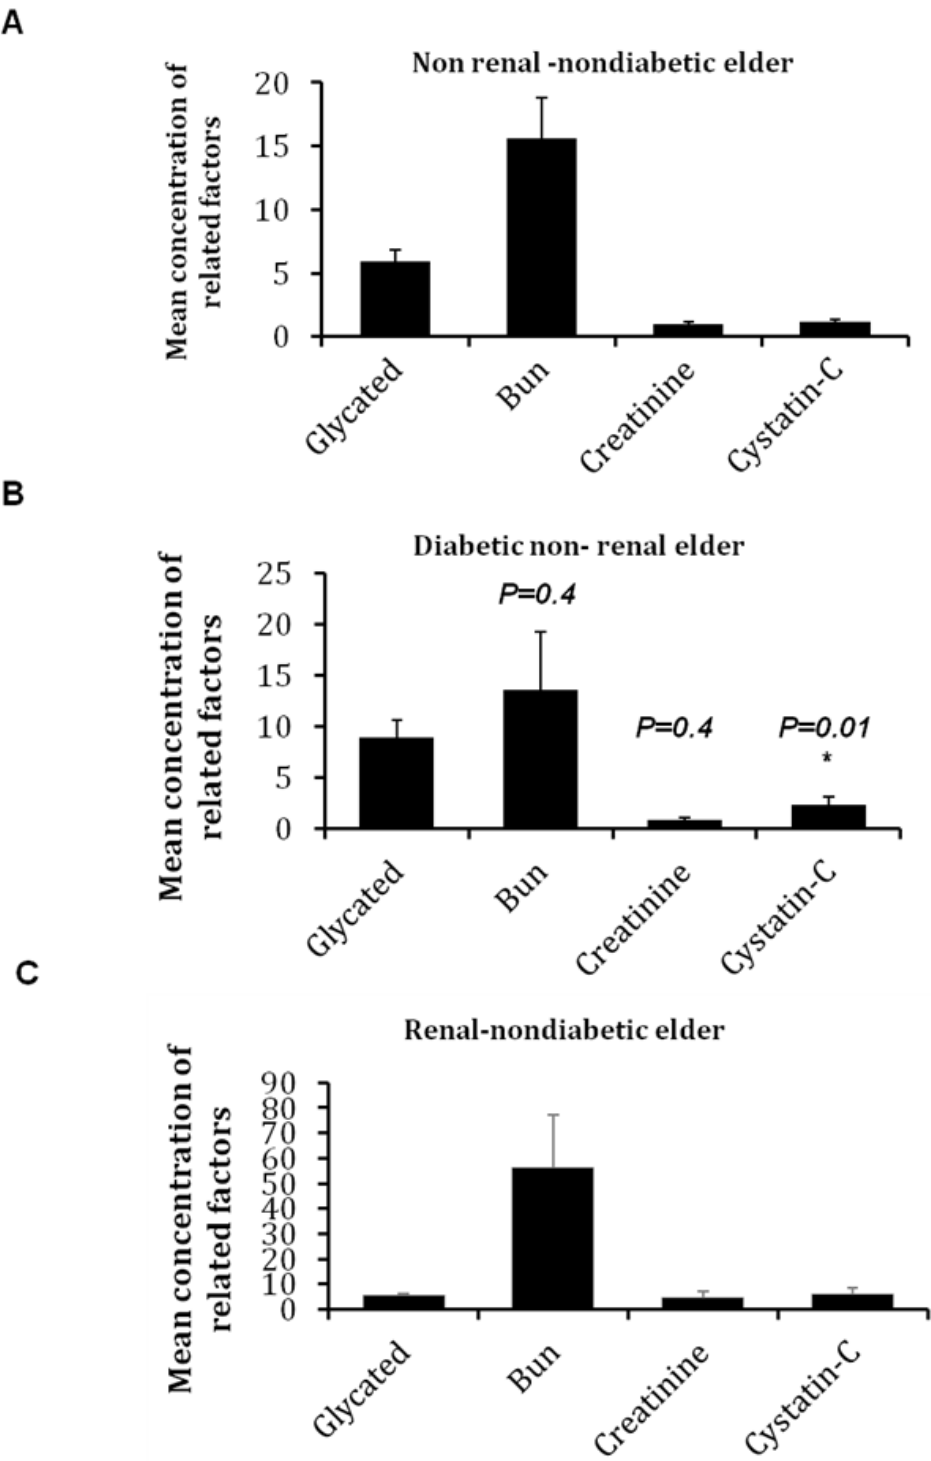 A
Non renal -nondiabetic elder
Mean concentration of
related factors
20
15
10
5
0
Glycated
Bun
Creatinine
Cystatin-C
B
Diabetic non- renal elder
Mean concentration of
related factors
25
20
15
10
5
0
P=0.4
P=0.4
P=0.01
*
Glycated
Bun
Creatinine
Cystatin-C
C
Renal-nondiabetic elder
Mean concentration of
related factors
90
80
70
60
50
40
30
20
10
0
Glycated
Bun
Creatinine
Cystatin-C